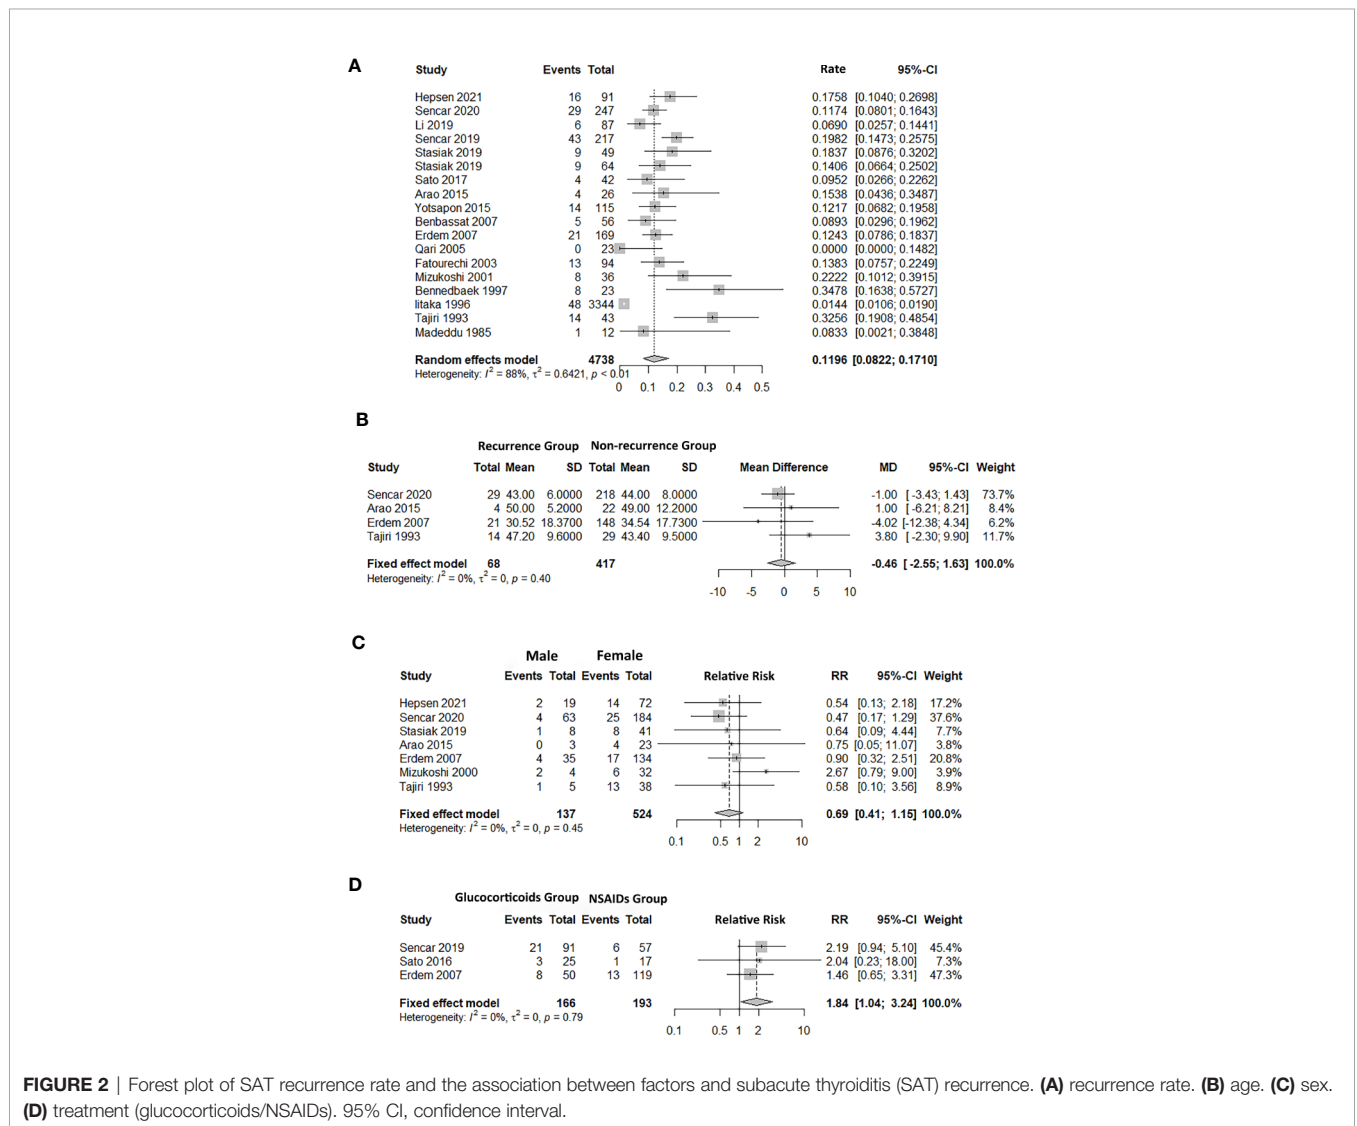 A
Study Events Total Rate 95%-CI
Hepsen 2021 16 91 0.1758 [0.1040; 0.2698]
Sencar 2020 29 247 0.1174 [0.0801; 0.1643]
Li 2019 6 87 0.0690 [0.0257; 0.1441]
Sencar 2019 43 217 0.1982 [0.1473; 0.2575]
Stasiak 2019 9 49 0.1837 [0.0876; 0.3202]
Stasiak 2019 9 64 0.1406 [0.0664; 0.2502]
Sato 2017 4 42 0.0952 [0.0266; 0.2262]
Arao 2015 4 26 0.1538 [0.0436; 0.3487]
Yotsapon 2015 14 115 0.1217 [0.0682; 0.1958]
Benbassat 2007 5 56 0.0893 [0.0296; 0.1962]
Erdem 2007 21 169 0.1243 [0.0786; 0.1837]
Qari 2005 0 23 0.0000 [0.0000; 0.1482]
Fatourechi 2003 13 94 0.1383 [0.0757; 0.2249]
Mizukoshi 2001 8 36 0.2222 [0.1012; 0.3915]
Bennedbaek 1997 8 23 0.3478 [0.1638; 0.5727]
Iitaka 1996 48 3344 0.0144 [0.0106; 0.0190]
Tajiri 1993 14 43 0.3256 [0.1908; 0.4854]
Madeddu 1985 1 12 0.0833 [0.0021; 0.3848]
Random effects model 4738 0.1196 [0.0822; 0.1710]
Heterogeneity: I² = 88%, τ² = 0.6421, p < 0.01
0 0.1 0.2 0.3 0.4 0.5
B
Recurrence Group Non-recurrence Group
Study Total Mean SD Total Mean SD Mean Difference MD 95%-CI Weight
Sencar 2020 29 43.00 6.0000 218 44.00 8.0000 -1.00 [ -3.43; 1.43] 73.7%
Arao 2015 4 50.00 5.2000 22 49.00 12.2000 1.00 [ -6.21; 8.21] 8.4%
Erdem 2007 21 30.52 18.3700 148 34.54 17.7300 -4.02 [-12.38; 4.34] 6.2%
Tajiri 1993 14 47.20 9.6000 29 43.40 9.5000 3.80 [ -2.30; 9.90] 11.7%
Fixed effect model 68 417 -0.46 [ -2.55; 1.63] 100.0%
Heterogeneity: I² = 0%, τ² = 0, p = 0.40
-10 -5 0 5 10
C
Male Female
Study Events Total Events Total Relative Risk RR 95%-CI Weight
Hepsen 2021 2 19 14 72 0.54 [0.13; 2.18] 17.2%
Sencar 2020 4 63 25 184 0.47 [0.17; 1.29] 37.6%
Stasiak 2019 1 8 8 41 0.64 [0.09; 4.44] 7.7%
Arao 2015 0 3 4 23 0.75 [0.05; 11.07] 3.8%
Erdem 2007 4 35 17 134 0.90 [0.32; 2.51] 20.8%
Mizukoshi 2000 2 4 6 32 2.67 [0.79; 9.00] 3.9%
Tajiri 1993 1 5 13 38 0.58 [0.10; 3.56] 8.9%
Fixed effect model 137 524 0.69 [0.41; 1.15] 100.0%
Heterogeneity: I² = 0%, τ² = 0, p = 0.45
0.1 0.5 1 2 10
D
Glucocorticoids Group NSAIDs Group
Study Events Total Events Total Relative Risk RR 95%-CI Weight
Sencar 2019 21 91 6 57 2.19 [0.94; 5.10] 45.4%
Sato 2016 3 25 1 17 2.04 [0.23; 18.00] 7.3%
Erdem 2007 8 50 13 119 1.46 [0.65; 3.31] 47.3%
Fixed effect model 166 193 1.84 [1.04; 3.24] 100.0%
Heterogeneity: I² = 0%, τ² = 0, p = 0.79
0.1 0.5 1 2 10
FIGURE 2 | Forest plot of SAT recurrence rate and the association between factors and subacute thyroiditis (SAT) recurrence. (A) recurrence rate. (B) age. (C) sex.
(D) treatment (glucocorticoids/NSAIDs). 95% CI, confidence interval.